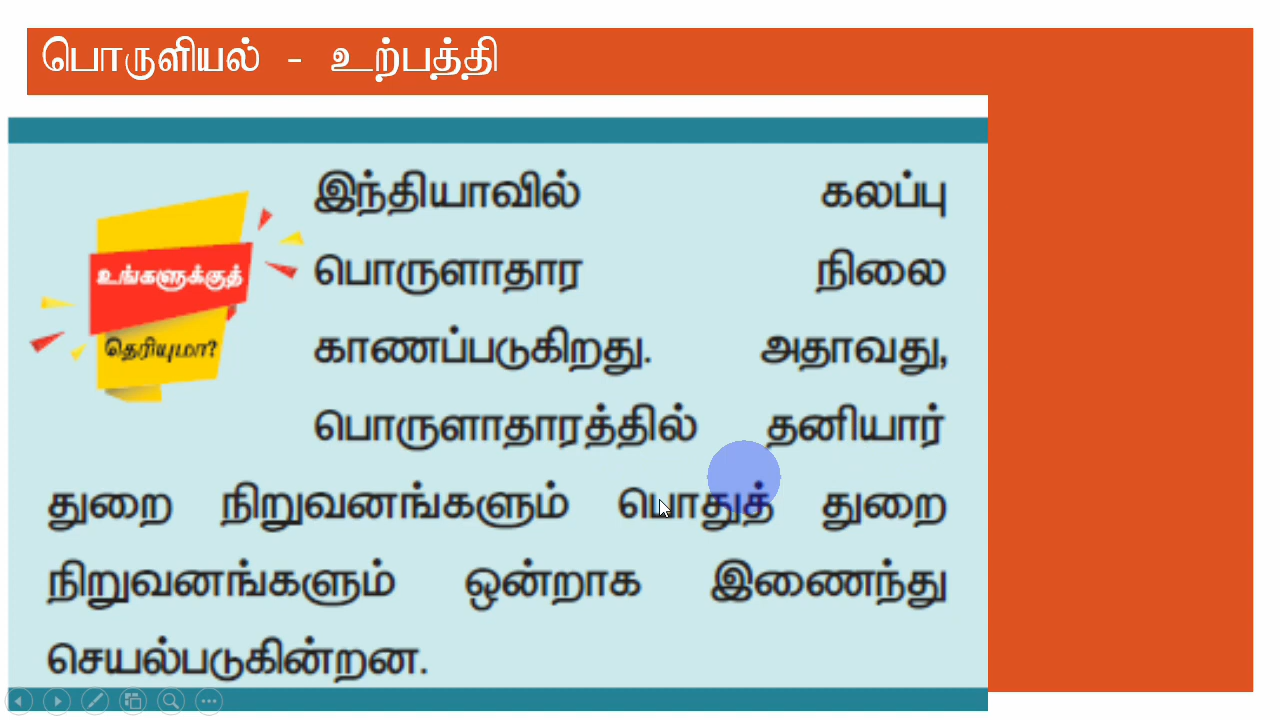 பொருளியல் - உற்பத்தி
உங்களுக்குத்
தெரியுமா?
இந்தியாவில் கலப்பு
பொருளாதார நிலை
காணப்படுகிறது. அதாவது,
பொருளாதாரத்தில் தனியார்
துறை நிறுவனங்களும் பொதுத் துறை
நிறுவனங்களும் ஒன்றாக இணைந்து
செயல்படுகின்றன.